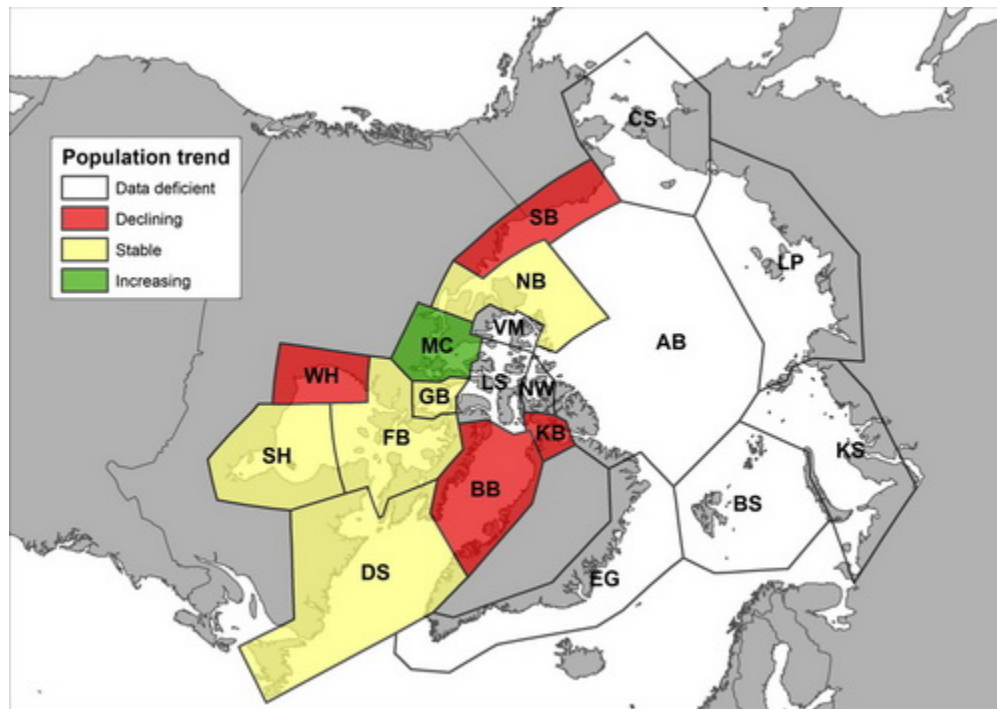 Population trend
Data deficient
Declining
Stable
Increasing
CS
SB
LP
NB
VM
AB
MC
WH
LS
NW
GB
FB
KB
SH
KS
BB
BS
DS
EG